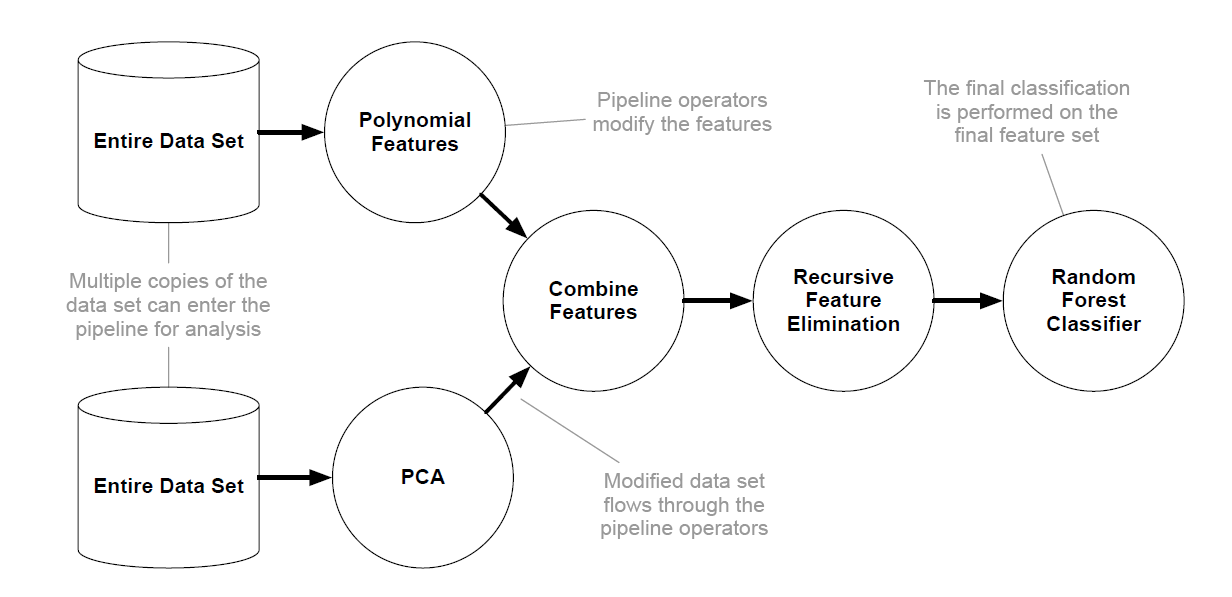 Entire Data Set
Polynomial
Features
Pipeline operators
modify the features
The final classification
is performed on the
final feature set
Multiple copies of the
data set can enter the
pipeline for analysis
Combine
Features
Recursive
Feature
Elimination
Random
Forest
Classifier
Entire Data Set
PCA
Modified data set
flows through the
pipeline operators